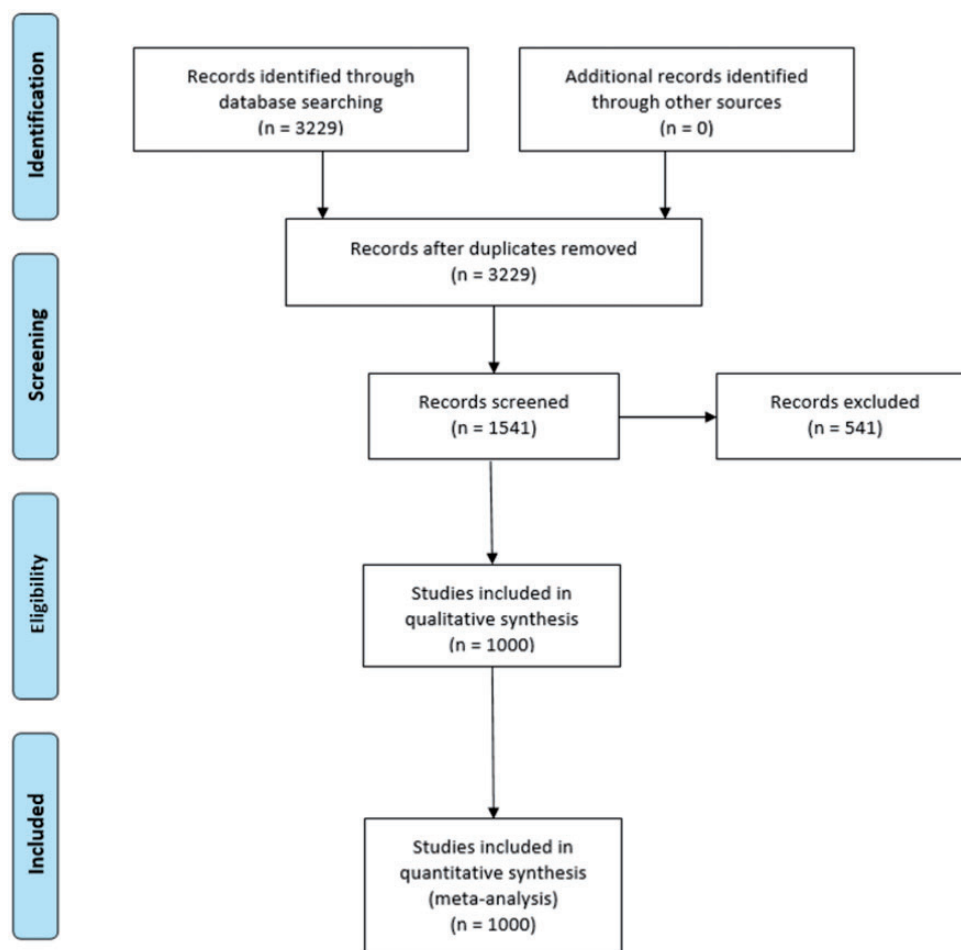 Identification
Records identified through
database searching
(n = 3229)
Additional records identified
through other sources
(n = 0)
Records after duplicates removed
(n = 3229)
Screening
Records screened
(n = 1541)
Records excluded
(n = 541)
Eligibility
Studies included in
qualitative synthesis
(n = 1000)
Included
Studies included in
quantitative synthesis
(meta-analysis)
(n = 1000)